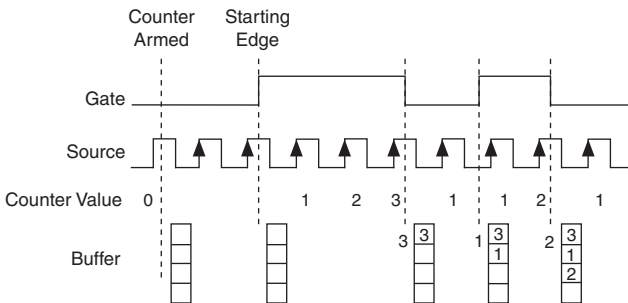 Counter Armed
Starting Edge
Gate
Source
Counter Value 0 1 2 3 1 1 2 1
Buffer
3 3
1 3 1
2 3 1 2